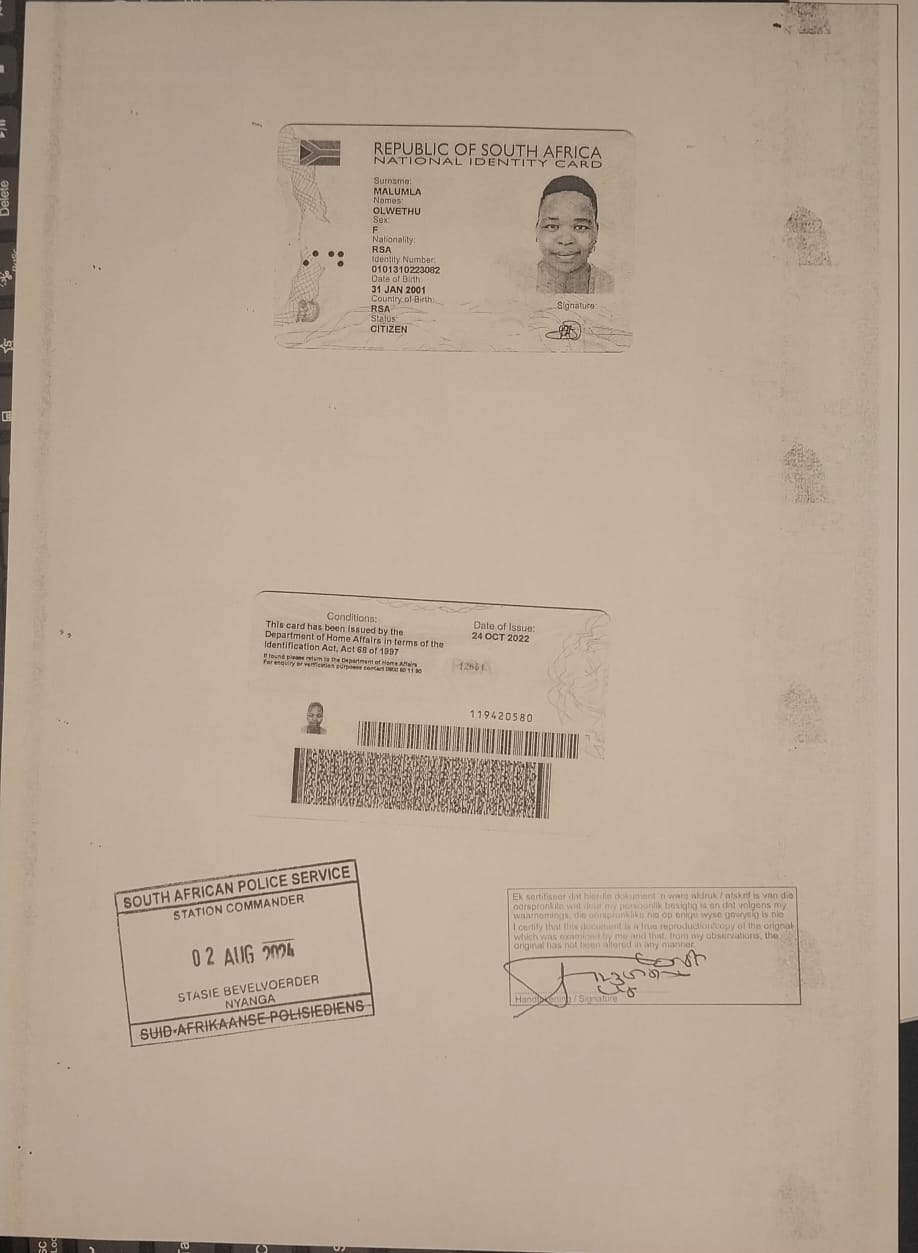 REPUBLIC OF SOUTH AFRICA
NATIONAL IDENTITY CARD
Surname:
MALUMLA
Names:
OLWETHU
Sex:
F
Nationality:
RSA
Identity Number:
0101310223082
Date of Birth:
31 JAN 2001
Country of Birth:
RSA
Status:
CITIZEN
Signature:
Conditions:
This card has been issued by the
Department of Home Affairs in terms of the
Identification Act, Act 68 of 1997
If found please return to the Department of Home Affairs
For enquiry or verification purposes contact 0800 60 11 90
Date of Issue:
24 OCT 2022
119420580
SOUTH AFRICAN POLICE SERVICE
STATION COMMANDER
02 AUG 2024
STASIE BEVELVOERDER
NYANGA
SUID-AFRIKAANSE POLISIEDIENS
Ek sertifiseer dat hierdie dokument 'n ware afdruk / afskrif is van die
oorspronklike wat deur my persoonlik besigtig is en dat volgens my
waarnemings, die oorspronklike nie op enige wyse gewysig is nie
I certify that this document is a true reproduction/copy of the orignal
which was examined by me and that, from my observations, the
original has not been altered in any manner.
Handtekening / Signature
Delete